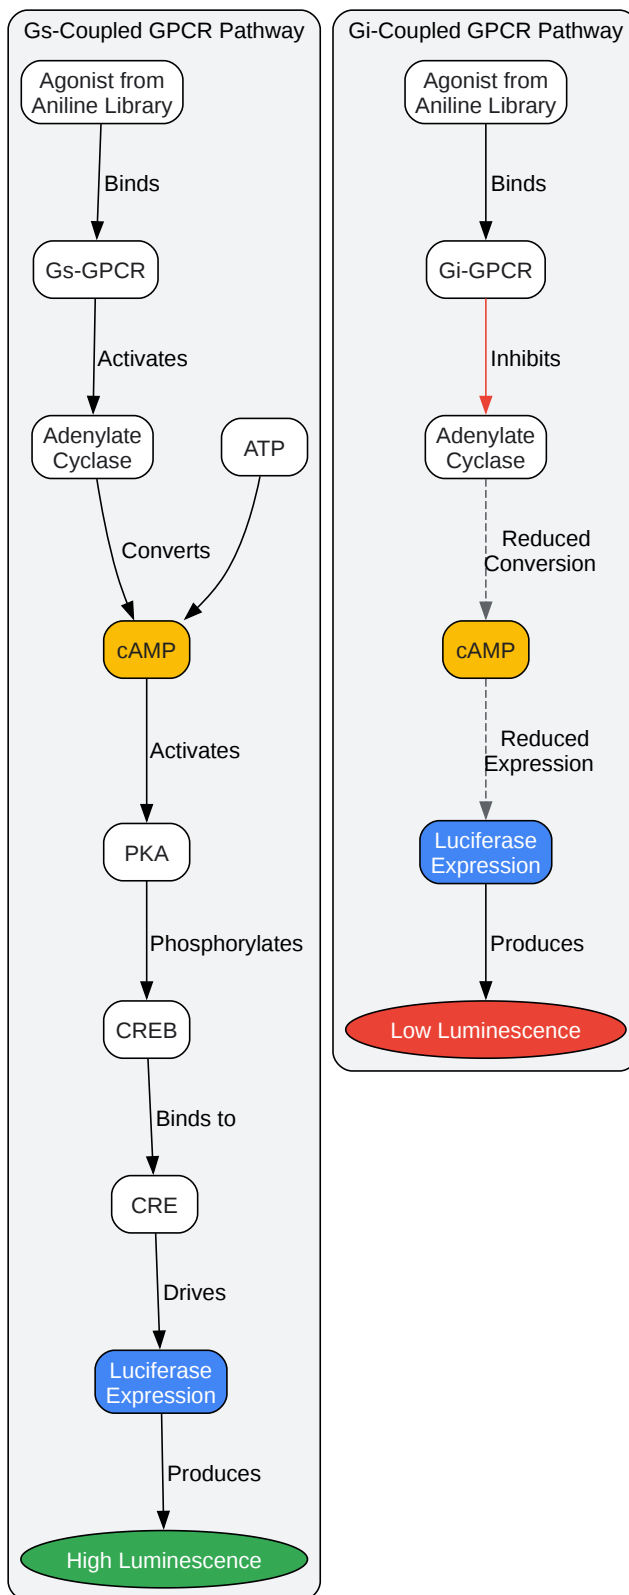 Gs-Coupled GPCR Pathway
Agonist from
Aniline Library
Binds
Gs-GPCR
Activates
Adenylate
Cyclase
ATP
Converts
cAMP
Activates
PKA
Phosphorylates
CREB
Binds to
CRE
Drives
Luciferase
Expression
Produces
High Luminescence
Gi-Coupled GPCR Pathway
Agonist from
Aniline Library
Binds
Gi-GPCR
Inhibits
Adenylate
Cyclase
Reduced
Conversion
cAMP
Reduced
Expression
Luciferase
Expression
Produces
Low Luminescence